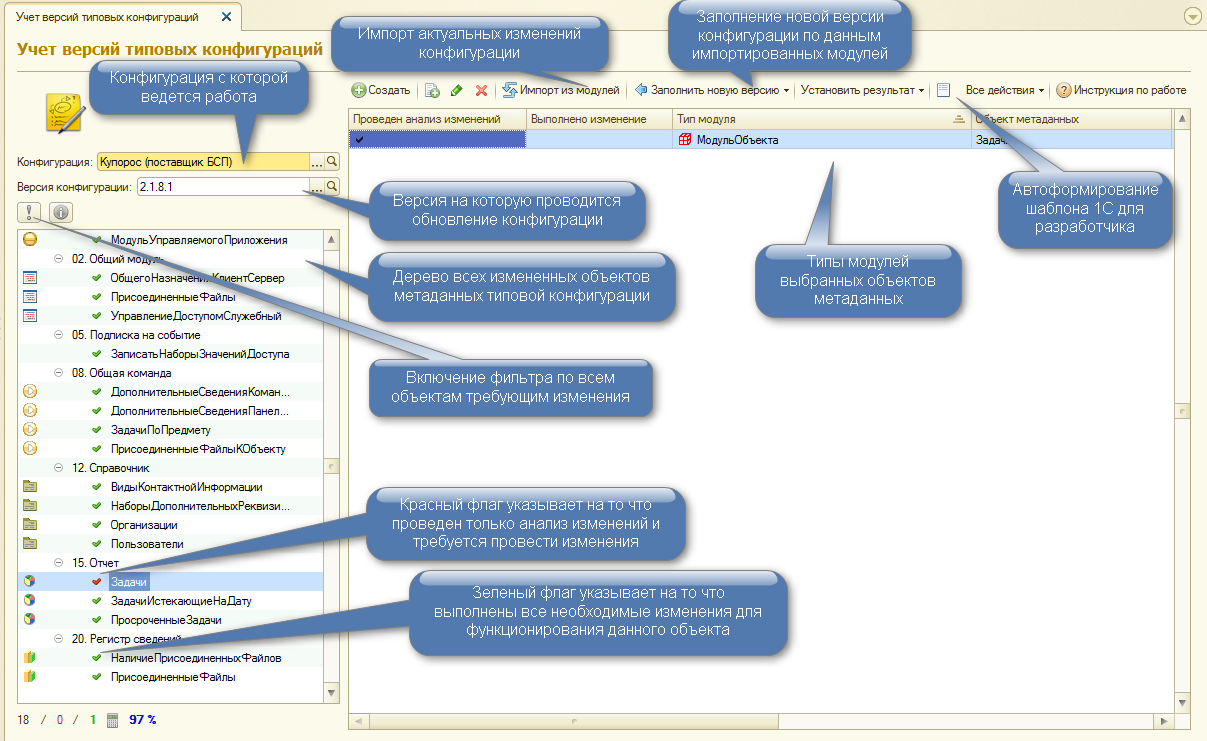 Учет версий типовых конфигураций
Учет версий типовых конфигураций
Импорт актуальных изменений
конфигурации
Заполнение новой версии
конфигурации по данным
импортированных модулей
Конфигурация с которой
ведется работа
Создать
Импорт из модулей
Заполнить новую версию
Установить результат
Все действия
Инструкция по работе
Проведен анализ изменений
Выполнено изменение
Тип модуля
Объект метаданных
МодульОбъекта
Конфигурация:
Купорос (поставщик БСП)
Версия конфигурации:
2.1.8.1
Версия на которую проводится
обновление конфигурации
Автоформирование
шаблона 1С для
разработчика
Типы модулей
выбранных объектов
метаданных
Дерево всех измененных объектов
метаданных типовой конфигурации
Включение фильтра по всем
объектам требующим изменения
Красный флаг указывает на то что
проведен только анализ изменений и
требуется провести изменения
Зеленый флаг указывает на то что
выполнены все необходимые изменения для
функционирования данного объекта
МодульУправляемогоПриложения
02. Общий модуль
ОбщегоНазначенияКлиентСервер
ПрисоединенныеФайлы
УправлениеДоступомСлужебный
05. Подписка на событие
ЗаписатьНаборыЗначенийДоступа
08. Общая команда
ДополнительныеСведенияКоман...
ДополнительныеСведенияПанел...
ЗадачиПоПредмету
ПрисоединенныеФайлыКОбъекту
12. Справочник
ВидыКонтактнойИнформации
НаборыДополнительныхРеквизи...
Организации
Пользователи
15. Отчет
Задачи
ЗадачиИстекающиеНаДату
ПросроченныеЗадачи
20. Регистр сведений
НаличиеПрисоединенныхФайлов
ПрисоединенныеФайлы
18 / 0 / 1 97 %